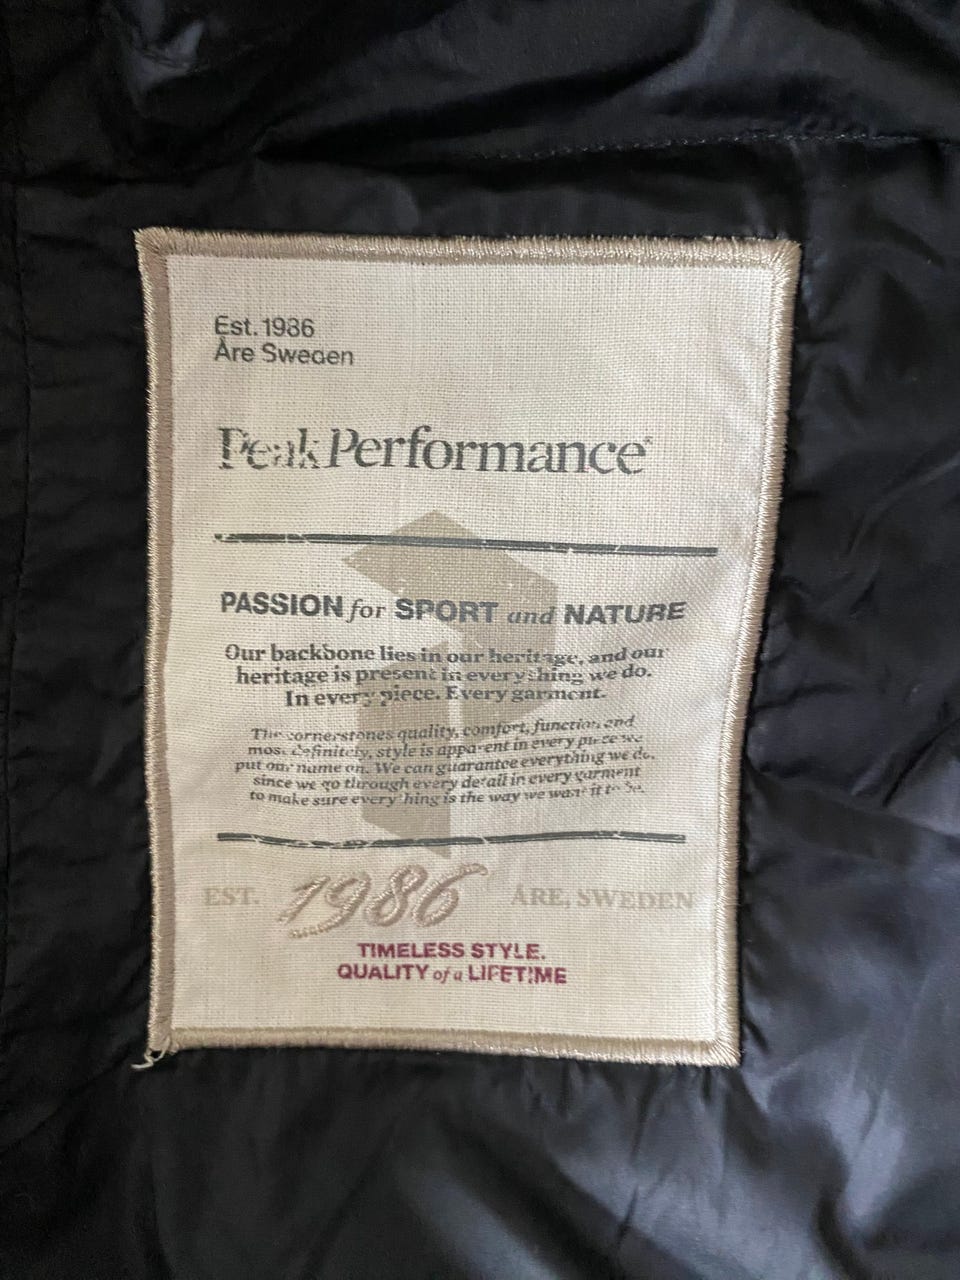 Est. 1986
Åre Sweden
Peak Performance
PASSION for SPORT and NATURE
Our backbone lies in our heritage, and our
heritage is present in everything we do.
In every piece. Every garment.
The cornerstones quality, comfort, function and
most definitely, style is apparent in every piece we
put our name on. We can guarantee everything we do,
since we go through every detail in every garment
to make sure everything is the way we want it to be.
EST. 1986 ÅRE, SWEDEN
TIMELESS STYLE.
QUALITY of a LIFETIME